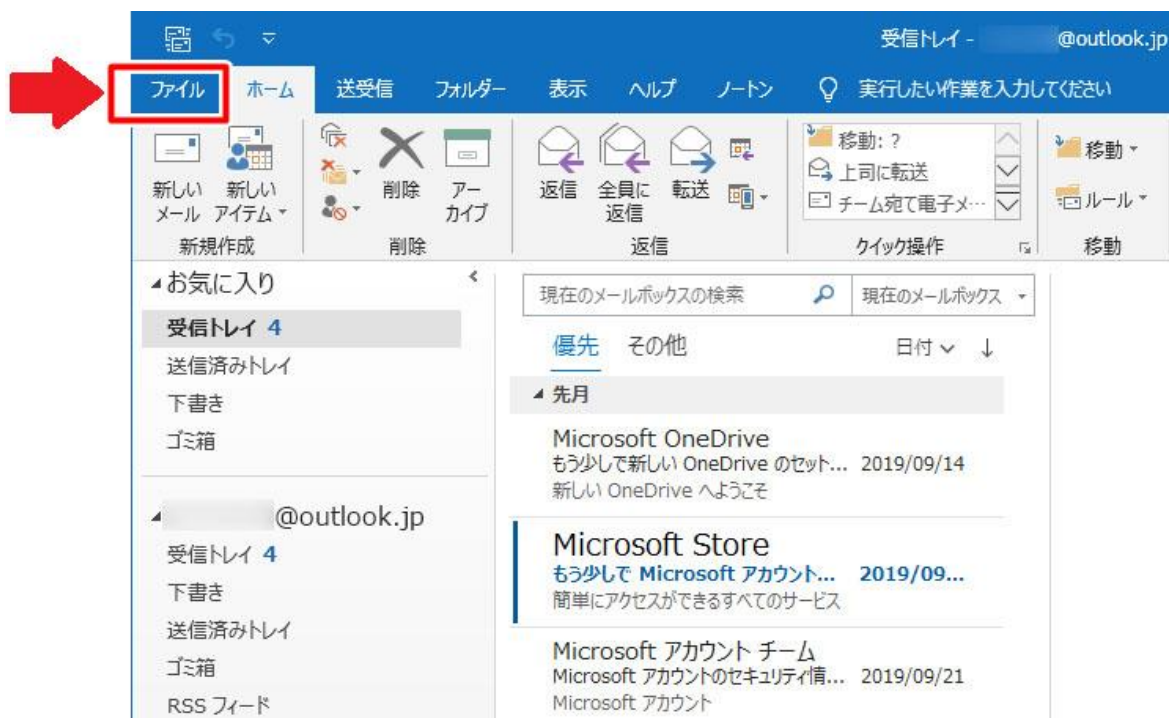 受信トレイ - @outlook.jp
ファイル ホーム 送受信 フォルダー 表示 ヘルプ ノートン 実行したい作業を入力してください
新しい
メール
新しい
アイテム
新規作成
削除
アー
カイブ
削除
返信
全員に
返信
転送
返信
移動: ?
上司に転送
チーム宛て電子メ…
クイック操作
移動
ルール
移動
お気に入り
受信トレイ 4
送信済みトレイ
下書き
ゴミ箱
@outlook.jp
受信トレイ 4
下書き
送信済みトレイ
ゴミ箱
RSS フィード
現在のメールボックスの検索 現在のメールボックス
優先 その他 日付 ↓
先月
Microsoft OneDrive
もう少しで新しい OneDrive のセット... 2019/09/14
新しい OneDrive へようこそ
Microsoft Store
もう少しで Microsoft アカウント... 2019/09...
簡単にアクセスができるすべてのサービス
Microsoft アカウント チーム
Microsoft アカウントのセキュリティ情... 2019/09/21
Microsoft アカウント